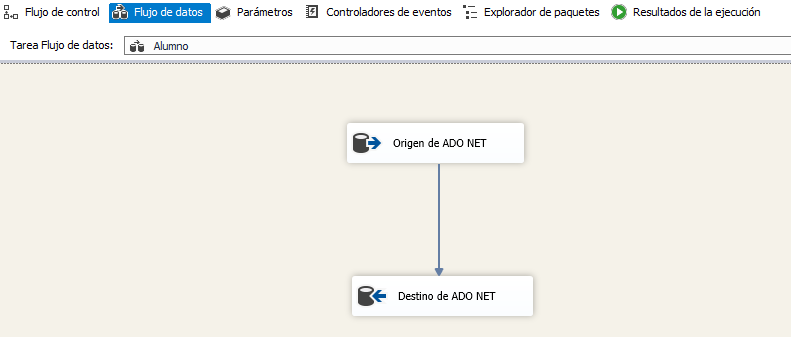 Flujo de control Flujo de datos Parámetros Controladores de eventos Explorador de paquetes Resultados de la ejecución
Tarea Flujo de datos: Alumno
Origen de ADO NET
Destino de ADO NET